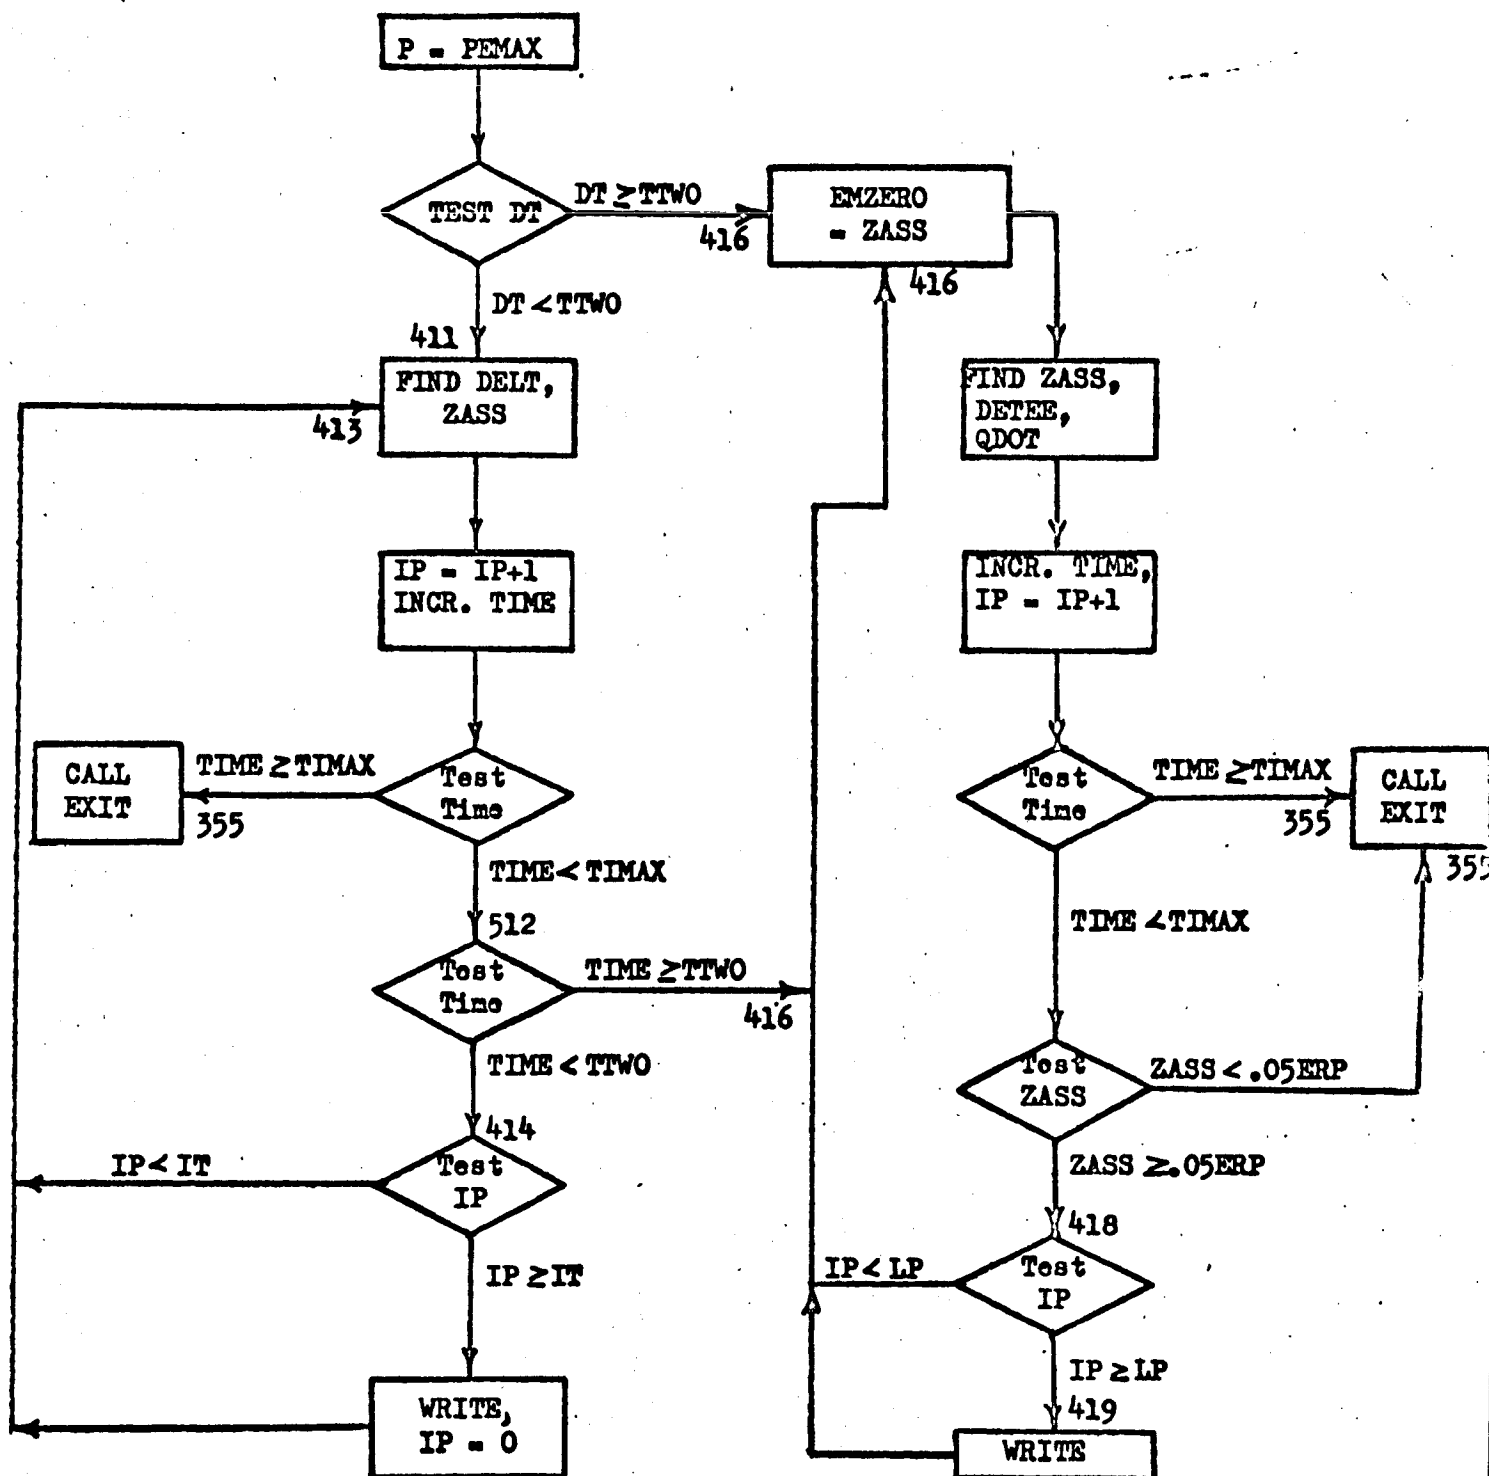 P = PEMAX
TEST DT
DT ≥ TTWO
416
EMZERO
= ZASS
416
DT < TTWO
411
FIND DELT,
ZASS
413
FIND ZASS,
DETEE,
QDOT
IP = IP+1
INCR. TIME
INCR. TIME,
IP = IP+1
CALL
EXIT
TIME ≥ TIMAX
355
Test
Time
Test
Time
TIME ≥ TIMAX
355
CALL
EXIT
355
TIME < TIMAX
512
TIME < TIMAX
Test
Time
TIME ≥ TTWO
416
TIME < TTWO
414
Test
ZASS
ZASS < .05ERP
IP < IT
Test
IP
ZASS ≥ .05ERP
418
IP ≥ IT
IP < LP
Test
IP
IP ≥ LP
419
WRITE,
IP = 0
WRITE